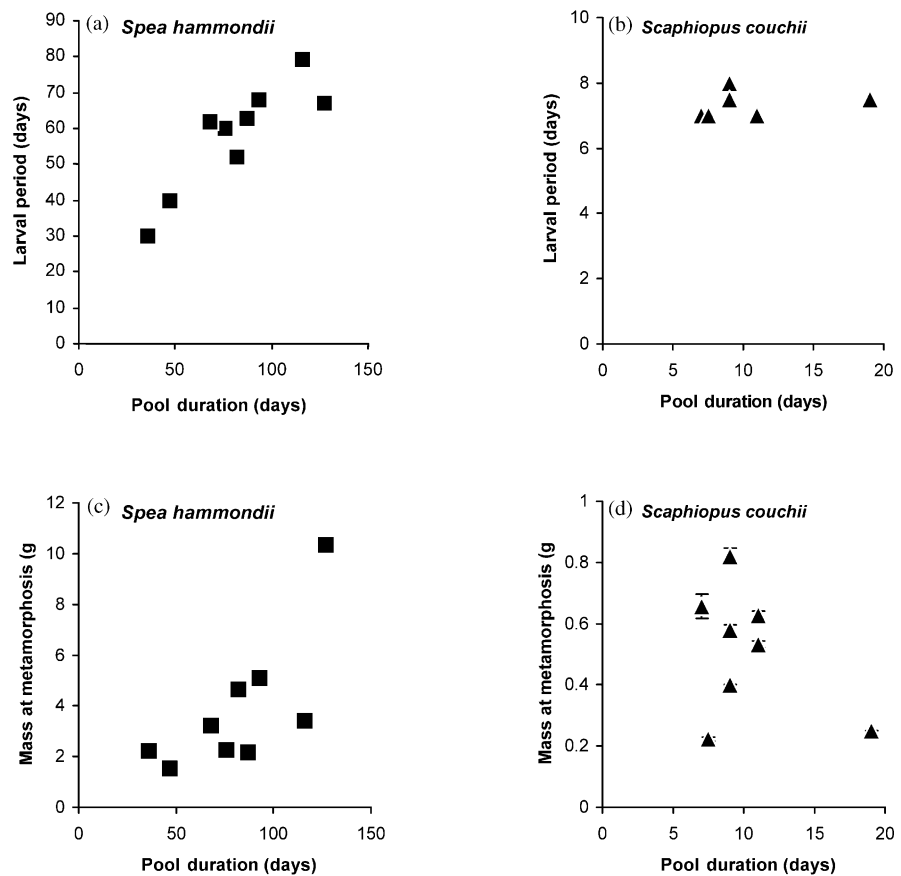 (a) Spea hammondii
90
80
70
60
50
40
30
20
10
0
Larval period (days)
0 50 100 150
Pool duration (days)
(b) Scaphiopus couchii
10
8
6
4
2
0
Larval period (days)
0 5 10 15 20
Pool duration (days)
(c) Spea hammondii
12
10
8
6
4
2
0
Mass at metamorphosis (g
0 50 100 150
Pool duration (days)
(d) Scaphiopus couchii
1
0.8
0.6
0.4
0.2
0
Mass at metamorphosis (g)
0 5 10 15 20
Pool duration (days)